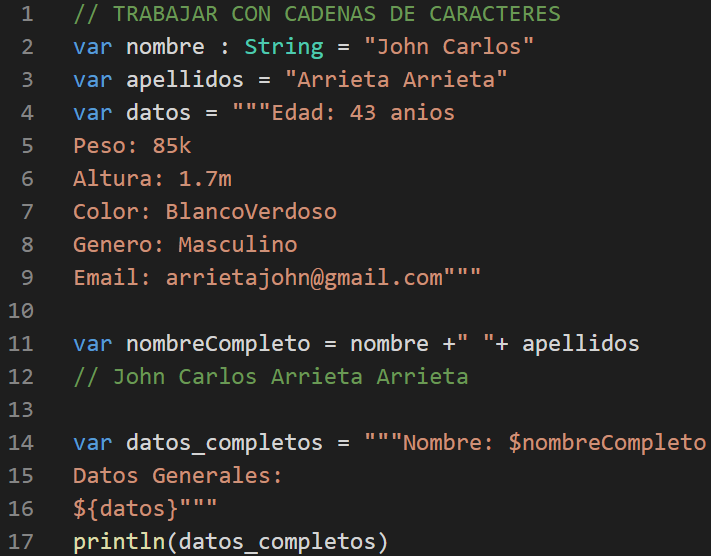 1 // TRABAJAR CON CADENAS DE CARACTERES
2 var nombre : String = "John Carlos"
3 var apellidos = "Arrieta Arrieta"
4 var datos = """Edad: 43 anios
5 Peso: 85k
6 Altura: 1.7m
7 Color: BlancoVerdoso
8 Genero: Masculino
9 Email: arrietajohn@gmail.com"""
10
11 var nombreCompleto = nombre +" "+ apellidos
12 // John Carlos Arrieta Arrieta
13
14 var datos_completos = """Nombre: $nombreCompleto
15 Datos Generales:
16 ${datos}"""
17 println(datos_completos)